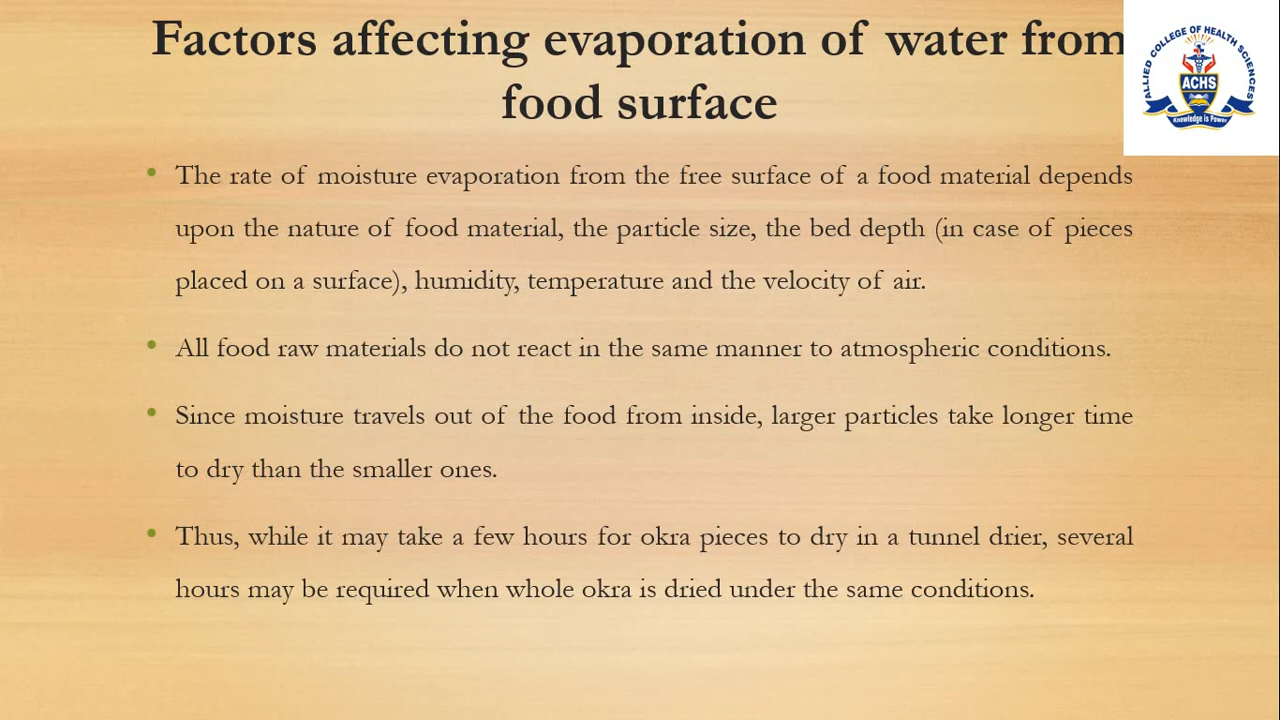 Factors affecting evaporation of water from
food surface
ALLIED COLLEGE OF HEALTH SCIENCES
ACHS
Knowledge is Power
• The rate of moisture evaporation from the free surface of a food material depends
upon the nature of food material, the particle size, the bed depth (in case of pieces
placed on a surface), humidity, temperature and the velocity of air.
• All food raw materials do not react in the same manner to atmospheric conditions.
• Since moisture travels out of the food from inside, larger particles take longer time
to dry than the smaller ones.
• Thus, while it may take a few hours for okra pieces to dry in a tunnel drier, several
hours may be required when whole okra is dried under the same conditions.